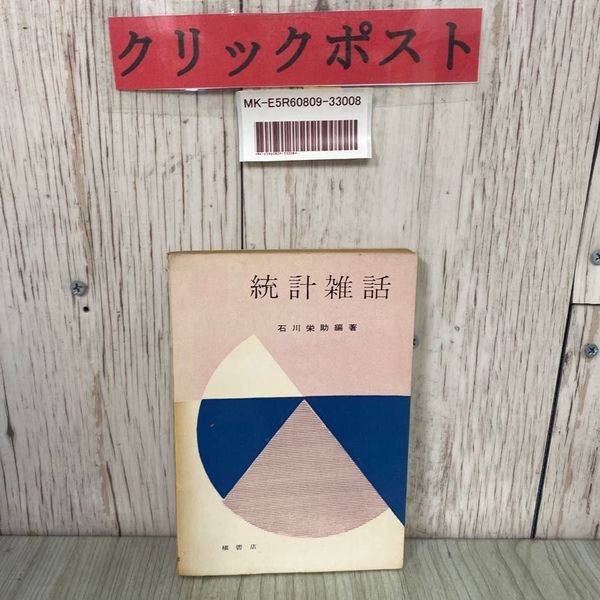 クリックポスト
MK-E5R60809-33008
統計雑話
石川栄助編著
槇書店